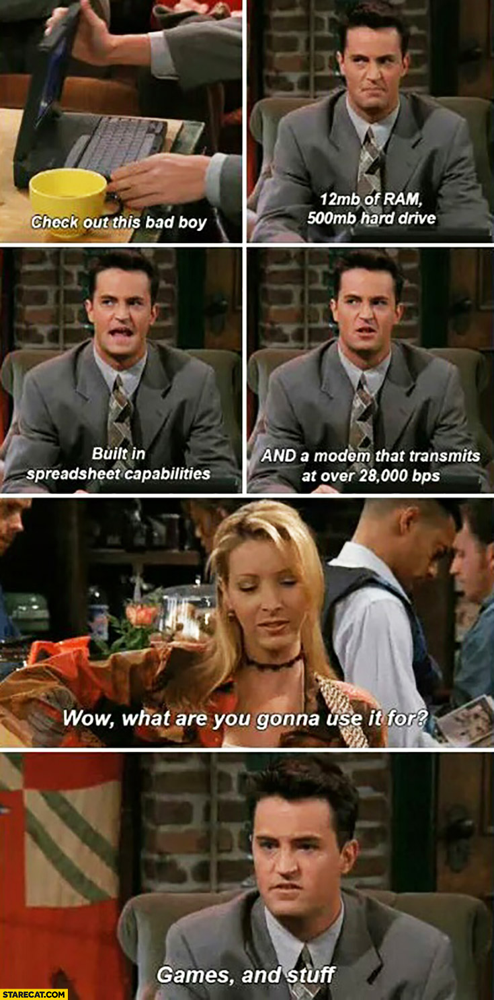 Check out this bad boy
12mb of RAM,
500mb hard drive
Built in
spreadsheet capabilities
AND a modem that transmits
at over 28,000 bps
Wow, what are you gonna use it for?
Games, and stuff
STARECAT.COM